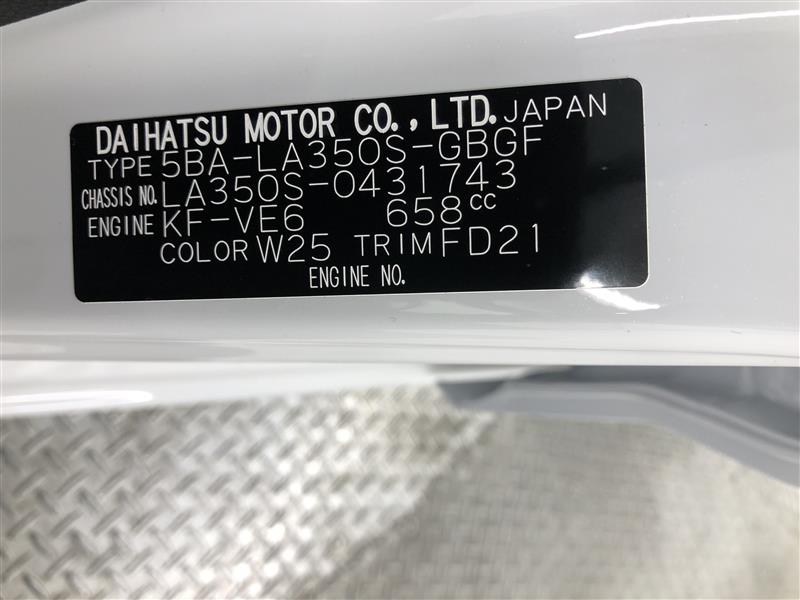 DAIHATSU MOTOR CO., LTD. JAPAN
TYPE 5BA-LA350S-GBGF
CHASSIS NO. LA350S-0431743
ENGINE KF-VE6 658cc
COLOR W25 TRIM FD21
ENGINE NO.